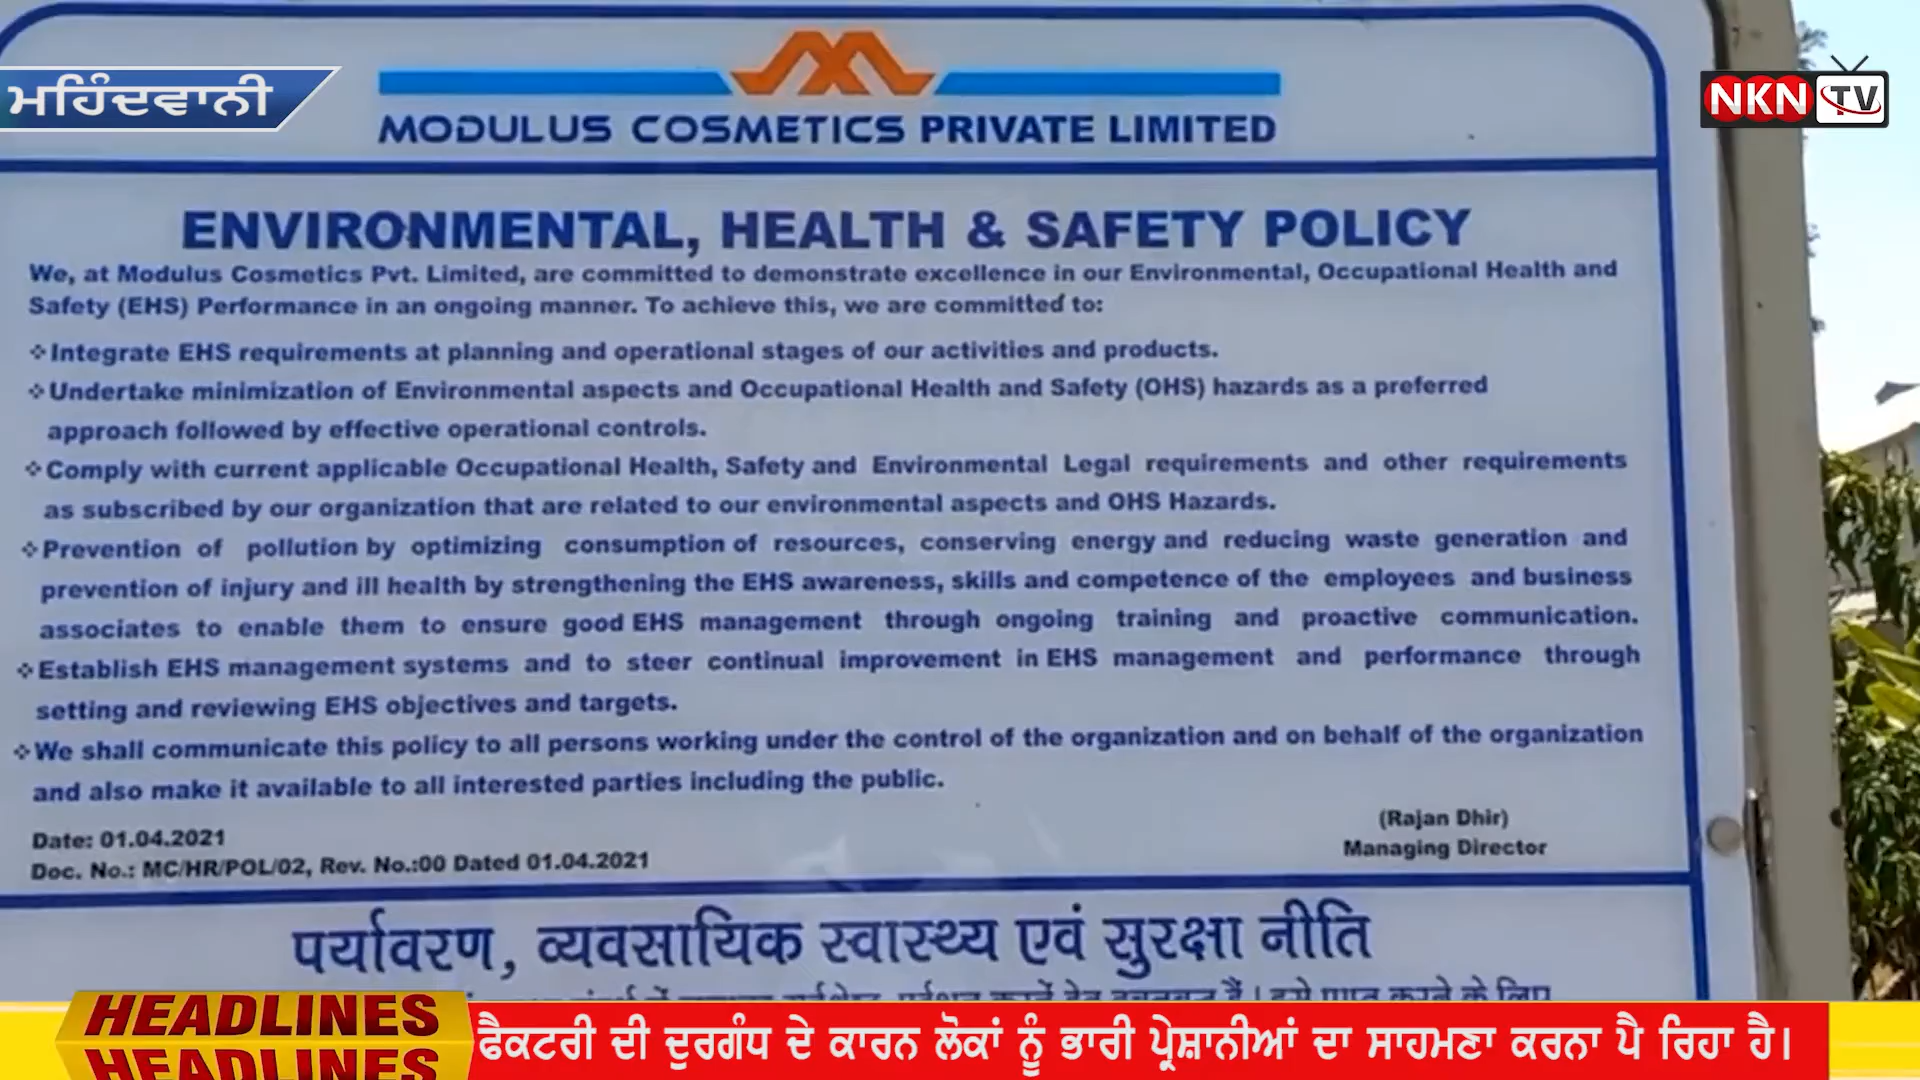 ਮਹਿੰਦਵਾਨੀ
NKN TV
MODULUS COSMETICS PRIVATE LIMITED
ENVIRONMENTAL, HEALTH & SAFETY POLICY
We, at Modulus Cosmetics Pvt. Limited, are committed to demonstrate excellence in our Environmental, Occupational Health and
Safety (EHS) Performance in an ongoing manner. To achieve this, we are committed to:
❖Integrate EHS requirements at planning and operational stages of our activities and products.
❖Undertake minimization of Environmental aspects and Occupational Health and Safety (OHS) hazards as a preferred
approach followed by effective operational controls.
❖Comply with current applicable Occupational Health, Safety and Environmental Legal requirements and other requirements
as subscribed by our organization that are related to our environmental aspects and OHS Hazards.
❖Prevention of pollution by optimizing consumption of resources, conserving energy and reducing waste generation and
prevention of injury and ill health by strengthening the EHS awareness, skills and competence of the employees and business
associates to enable them to ensure good EHS management through ongoing training and proactive communication.
❖Establish EHS management systems and to steer continual improvement in EHS management and performance through
setting and reviewing EHS objectives and targets.
❖We shall communicate this policy to all persons working under the control of the organization and on behalf of the organization
and also make it available to all interested parties including the public.
Date: 01.04.2021
Doc. No.: MC/HR/POL/02, Rev. No.:00 Dated 01.04.2021
(Rajan Dhir)
Managing Director
पर्यावरण, व्यवसायिक स्वास्थ्य एवं सुरक्षा नीति
HEADLINES
HEADLINES
ਫੈਕਟਰੀ ਦੀ ਦੁਰਗੰਧ ਦੇ ਕਾਰਨ ਲੋਕਾਂ ਨੂੰ ਭਾਰੀ ਪ੍ਰੇਸ਼ਾਨੀਆਂ ਦਾ ਸਾਹਮਣਾ ਕਰਨਾ ਪੈ ਰਿਹਾ ਹੈ।